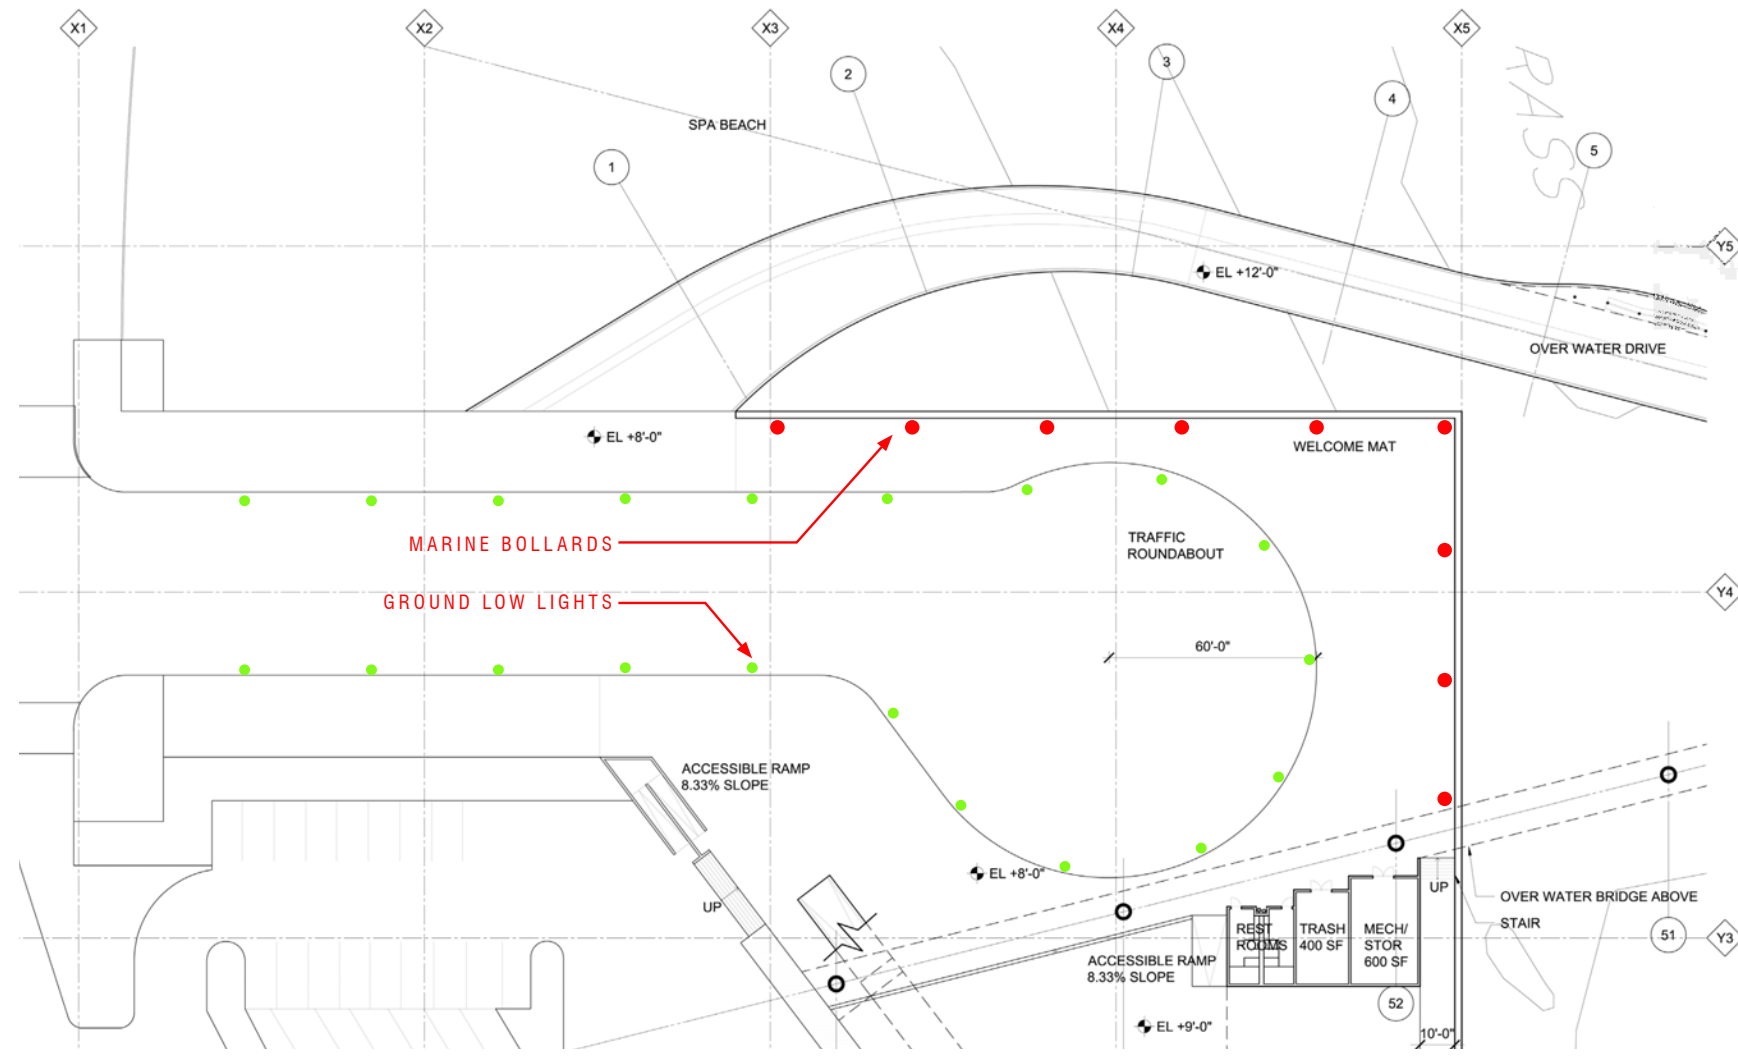 X1
X2
X3
X4
X5
1
2
3
4
5
SPA BEACH
RASS
Y5
EL +12'-0"
OVER WATER DRIVE
EL +8'-0"
WELCOME MAT
MARINE BOLLARDS
TRAFFIC
ROUNDABOUT
GROUND LOW LIGHTS
Y4
60'-0"
ACCESSIBLE RAMP
8.33% SLOPE
EL +8'-0"
UP
UP
OVER WATER BRIDGE ABOVE
STAIR
REST
ROOMS
TRASH
400 SF
MECH/
STOR
600 SF
51
Y3
ACCESSIBLE RAMP
8.33% SLOPE
52
EL +9'-0"
10'-0"